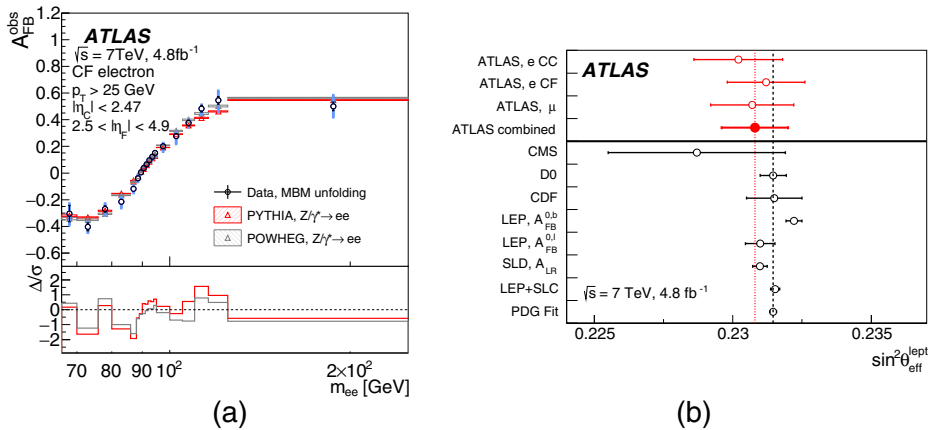 A_FB^obs
1.2
1
0.8
0.6
0.4
0.2
0
−0.2
−0.4
−0.6
ATLAS
√s = 7TeV, 4.8fb⁻¹
CF electron
p_T > 25 GeV
|η_C| < 2.47
2.5 < |η_F| < 4.9
Data, MBM unfolding
PYTHIA, Z/γ*→ ee
POWHEG, Z/γ*→ ee
Δ/σ
2
1
0
−1
−2
70 80 90 10² 2×10²
m_ee [GeV]
(a)
ATLAS
ATLAS, e CC
ATLAS, e CF
ATLAS, μ
ATLAS combined
CMS
D0
CDF
LEP, A_FB^0,b
LEP, A_FB^0,l
SLD, A_LR
LEP+SLC
PDG Fit
√s = 7 TeV, 4.8 fb⁻¹
0.225 0.23 0.235
sin²θ_eff^lept
(b)